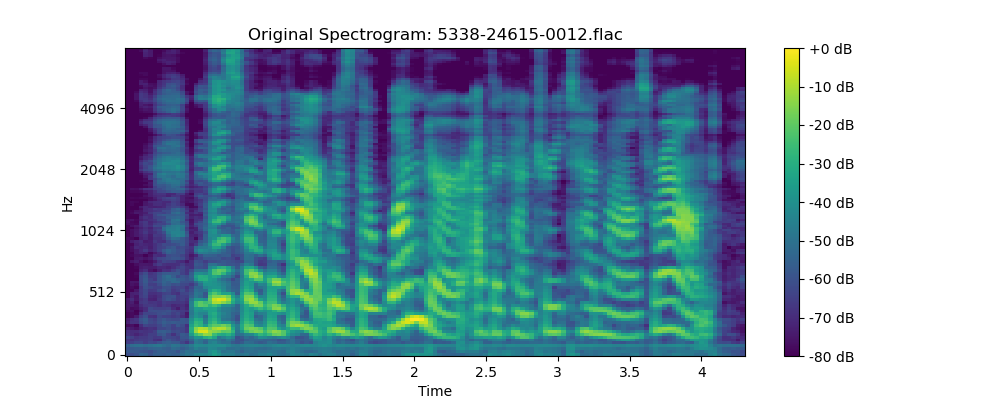 Original Spectrogram: 5338-24615-0012.flac
Hz
4096
2048
1024
512
0
0 0.5 1 1.5 2 2.5 3 3.5 4
Time
+0 dB
-10 dB
-20 dB
-30 dB
-40 dB
-50 dB
-60 dB
-70 dB
-80 dB